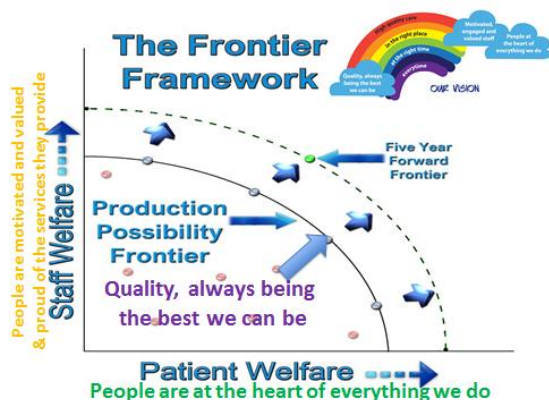 The Frontier
Framework
High quality care
in the right place
at the right time
everytime
Motivated,
engaged and
valued staff
People at
the heart of
everything we do
Quality, always
being the best
we can be
OUR VISION
People are motivated and valued
& proud of the services they provide
Staff Welfare
Five Year
Forward
Frontier
Production
Possibility
Frontier
Quality, always being
the best we can be
Patient Welfare
People are at the heart of everything we do